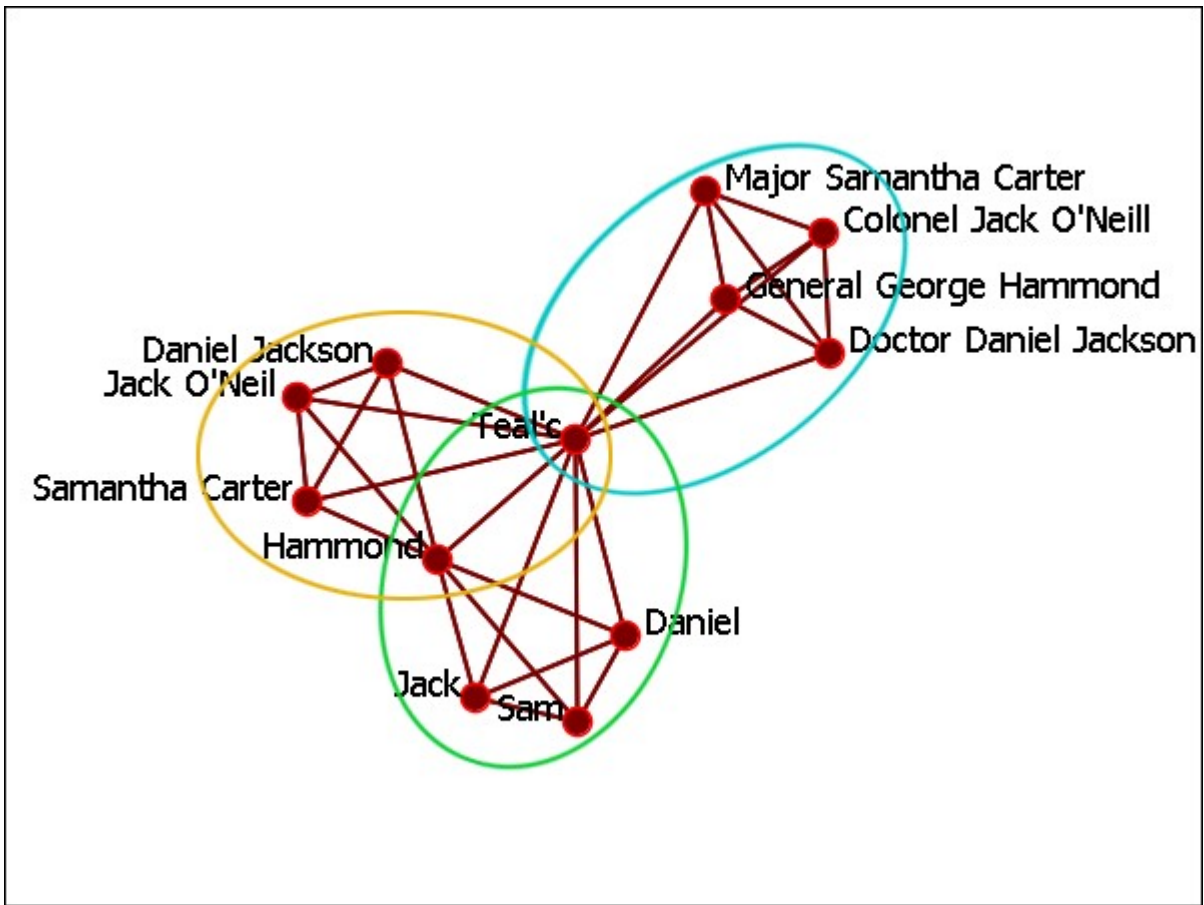 Major Samantha Carter
Colonel Jack O'Neill
General George Hammond
Doctor Daniel Jackson
Daniel Jackson
Jack O'Neil
Teal'c
Samantha Carter
Hammond
Daniel
Jack
Sam